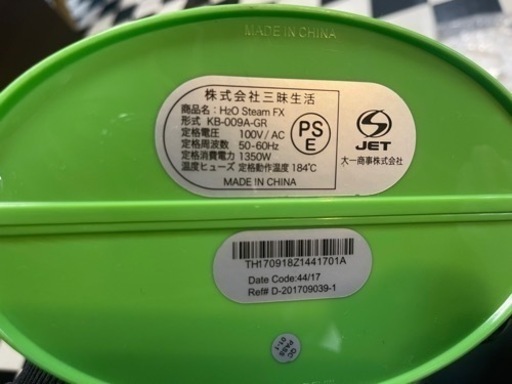 MADE IN CHINA
株式会社三昧生活
商品名: H2O Steam FX
形式 KB-009A-GR
定格電圧 100V/AC
定格周波数 50-60Hz
定格消費電力 1350W
温度ヒューズ 定格動作温度 184℃
MADE IN CHINA
PS
E
JET
大一商事株式会社
TH170918Z1441701A
Date Code:44/17
Ref# D-201709039-1
QC
PASS